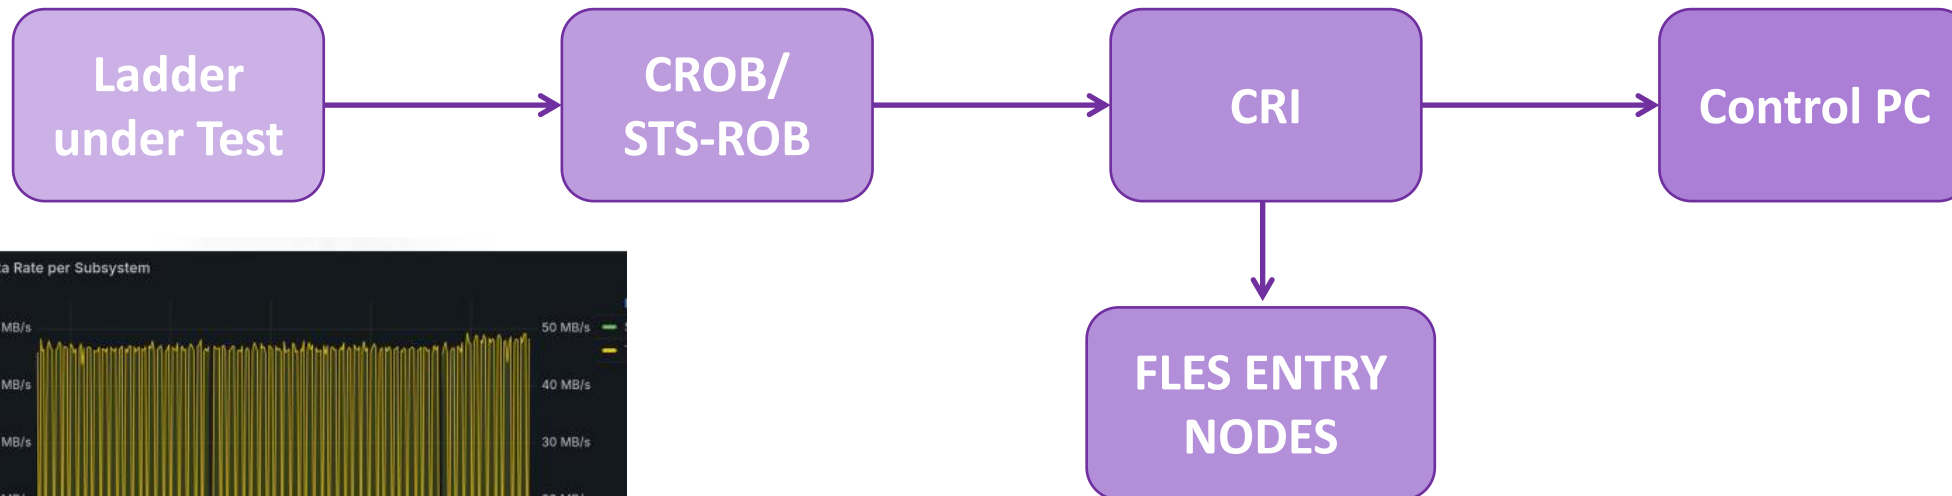 Ladder
under Test
CROB/
STS-ROB
CRI
Control PC
FLES ENTRY
NODES
Rate per Subsystem
MB/s
50 MB/s
MB/s
40 MB/s
MB/s
30 MB/s